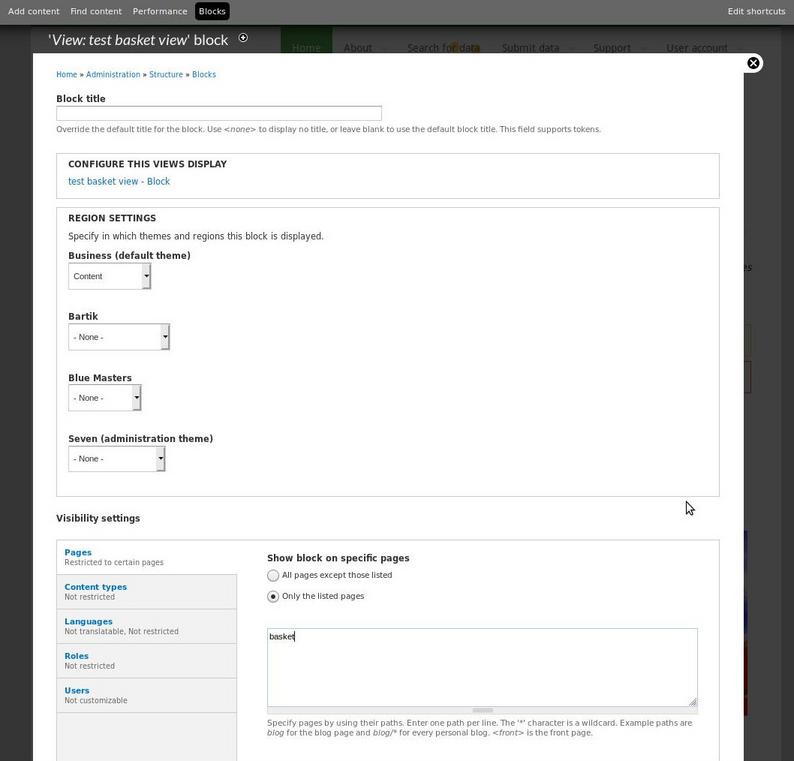 Add content Find content Performance Blocks Edit shortcuts
'View: test basket view' block
Home About Search for data Submit data Support User account
Home » Administration » Structure » Blocks
Block title
Override the default title for the block. Use <none> to display no title, or leave blank to use the default block title. This field supports tokens.
CONFIGURE THIS VIEWS DISPLAY
test basket view - Block
REGION SETTINGS
Specify in which themes and regions this block is displayed.
Business (default theme)
Content
Bartik
- None -
Blue Masters
- None -
Seven (administration theme)
- None -
Visibility settings
Pages
Restricted to certain pages
Content types
Not restricted
Languages
Not translatable, Not restricted
Roles
Not restricted
Users
Not customizable
Show block on specific pages
All pages except those listed
Only the listed pages
basket
Specify pages by using their paths. Enter one path per line. The '*' character is a wildcard. Example paths are
blog for the blog page and blog/* for every personal blog. <front> is the front page.